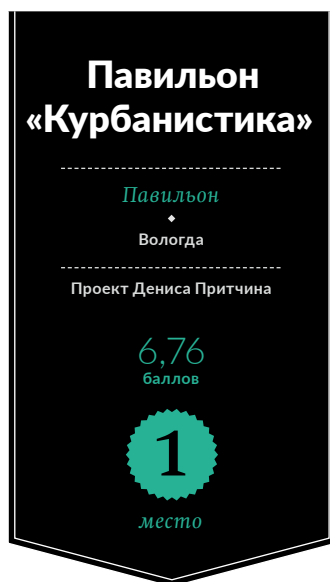 Павильон
«Курбанистика»
Павильон
Вологда
Проект Дениса Притчина
6,76
баллов
1
место